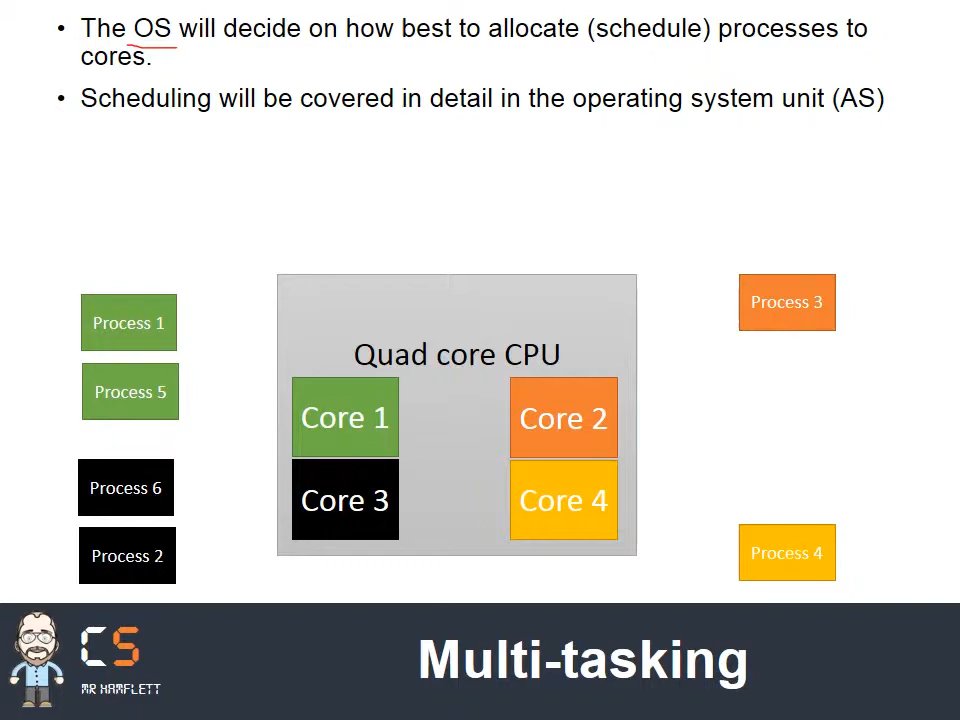 • The OS will decide on how best to allocate (schedule) processes to
cores.
• Scheduling will be covered in detail in the operating system unit (AS)
Process 1
Process 5
Process 6
Process 2
Quad core CPU
Core 1
Core 2
Core 3
Core 4
Process 3
Process 4
CS
MR HAMFLETT
Multi-tasking